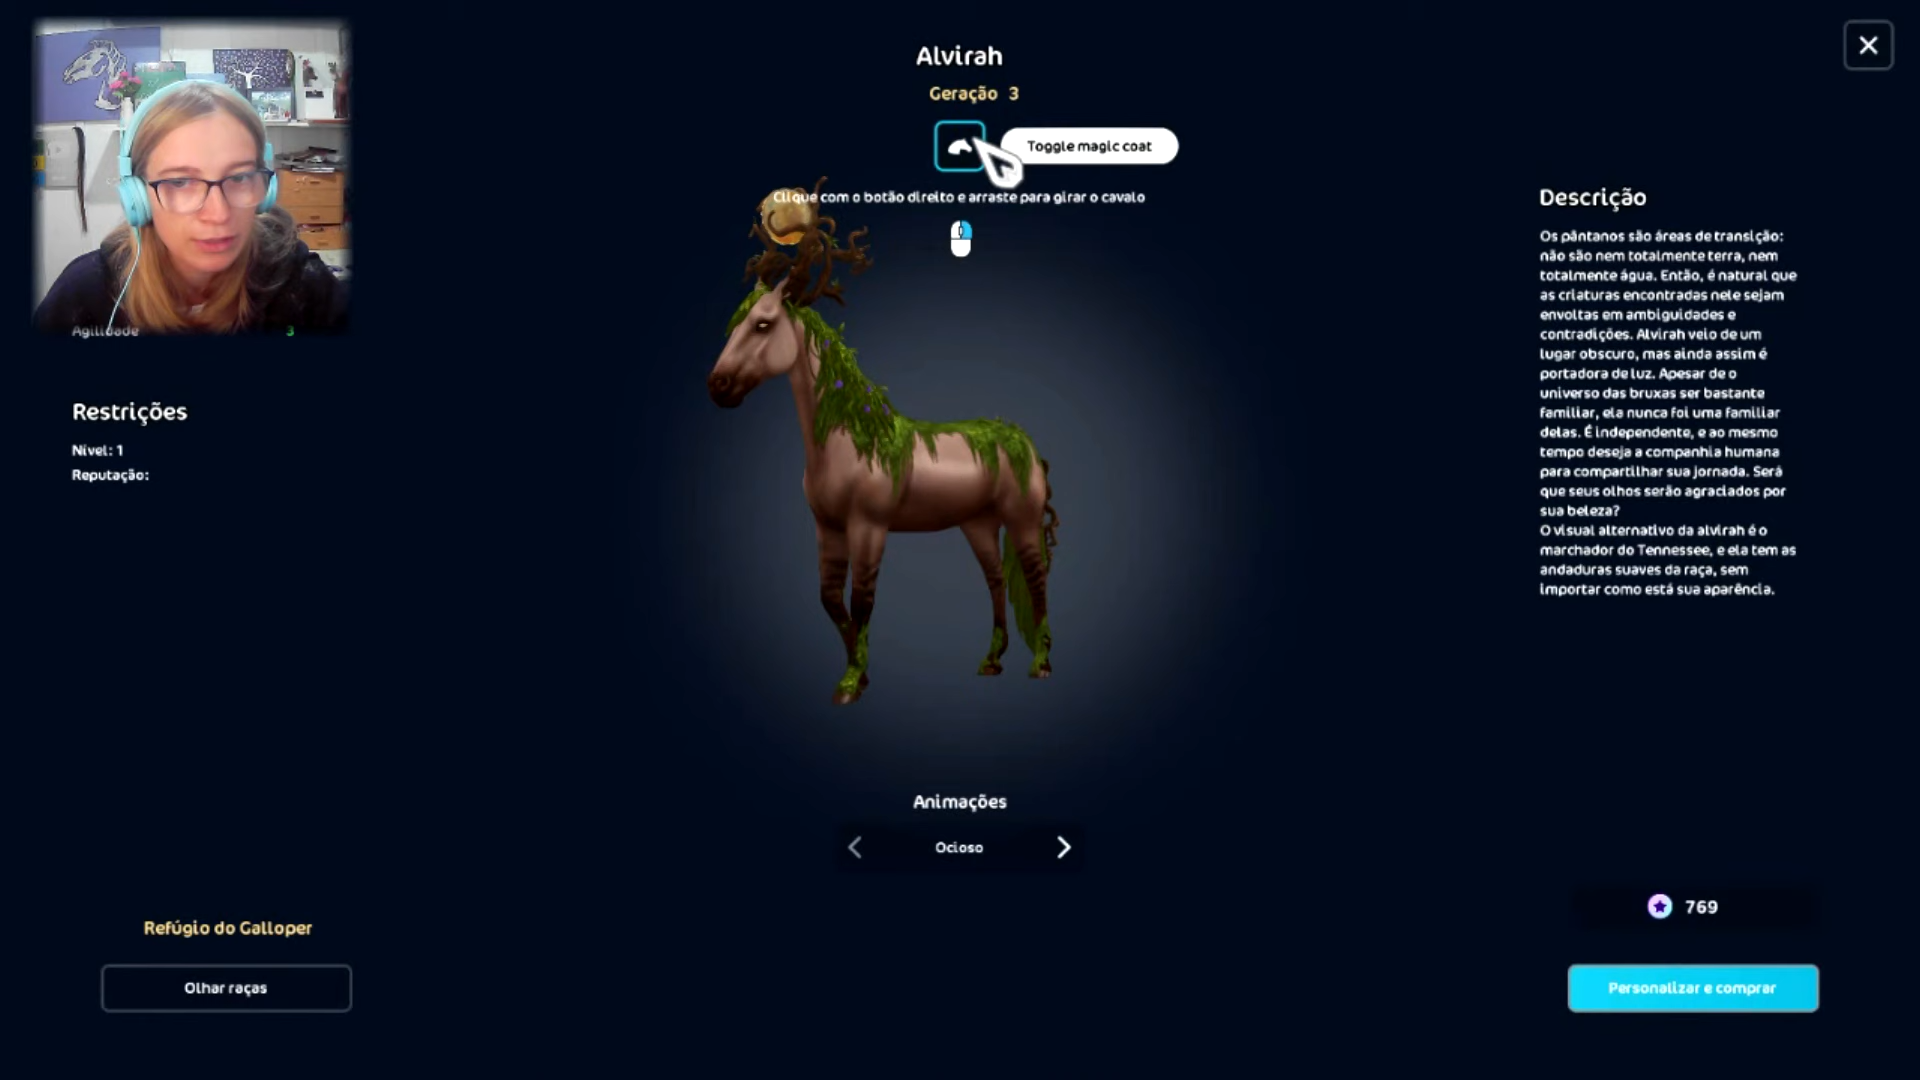 Alvirah
Geração 3
Toggle magic coat
Clique com o botão direito e arraste para girar o cavalo
Agilidade 3
Restrições
Nível: 1
Reputação:
Descrição
Os pântanos são áreas de transição:
não são nem totalmente terra, nem
totalmente água. Então, é natural que
as criaturas encontradas nele sejam
envoltas em ambiguidades e
contradições. Alvirah veio de um
lugar obscuro, mas ainda assim é
portadora de luz. Apesar de o
universo das bruxas ser bastante
familiar, ela nunca foi uma familiar
delas. É independente, e ao mesmo
tempo deseja a companhia humana
para compartilhar sua jornada. Será
que seus olhos serão agraciados por
sua beleza?
O visual alternativo da alvirah é o
marchador do Tennessee, e ela tem as
andaduras suaves da raça, sem
importar como está sua aparência.
Animações
Ocioso
Refúgio do Galloper
Olhar raças
769
Personalizar e comprar